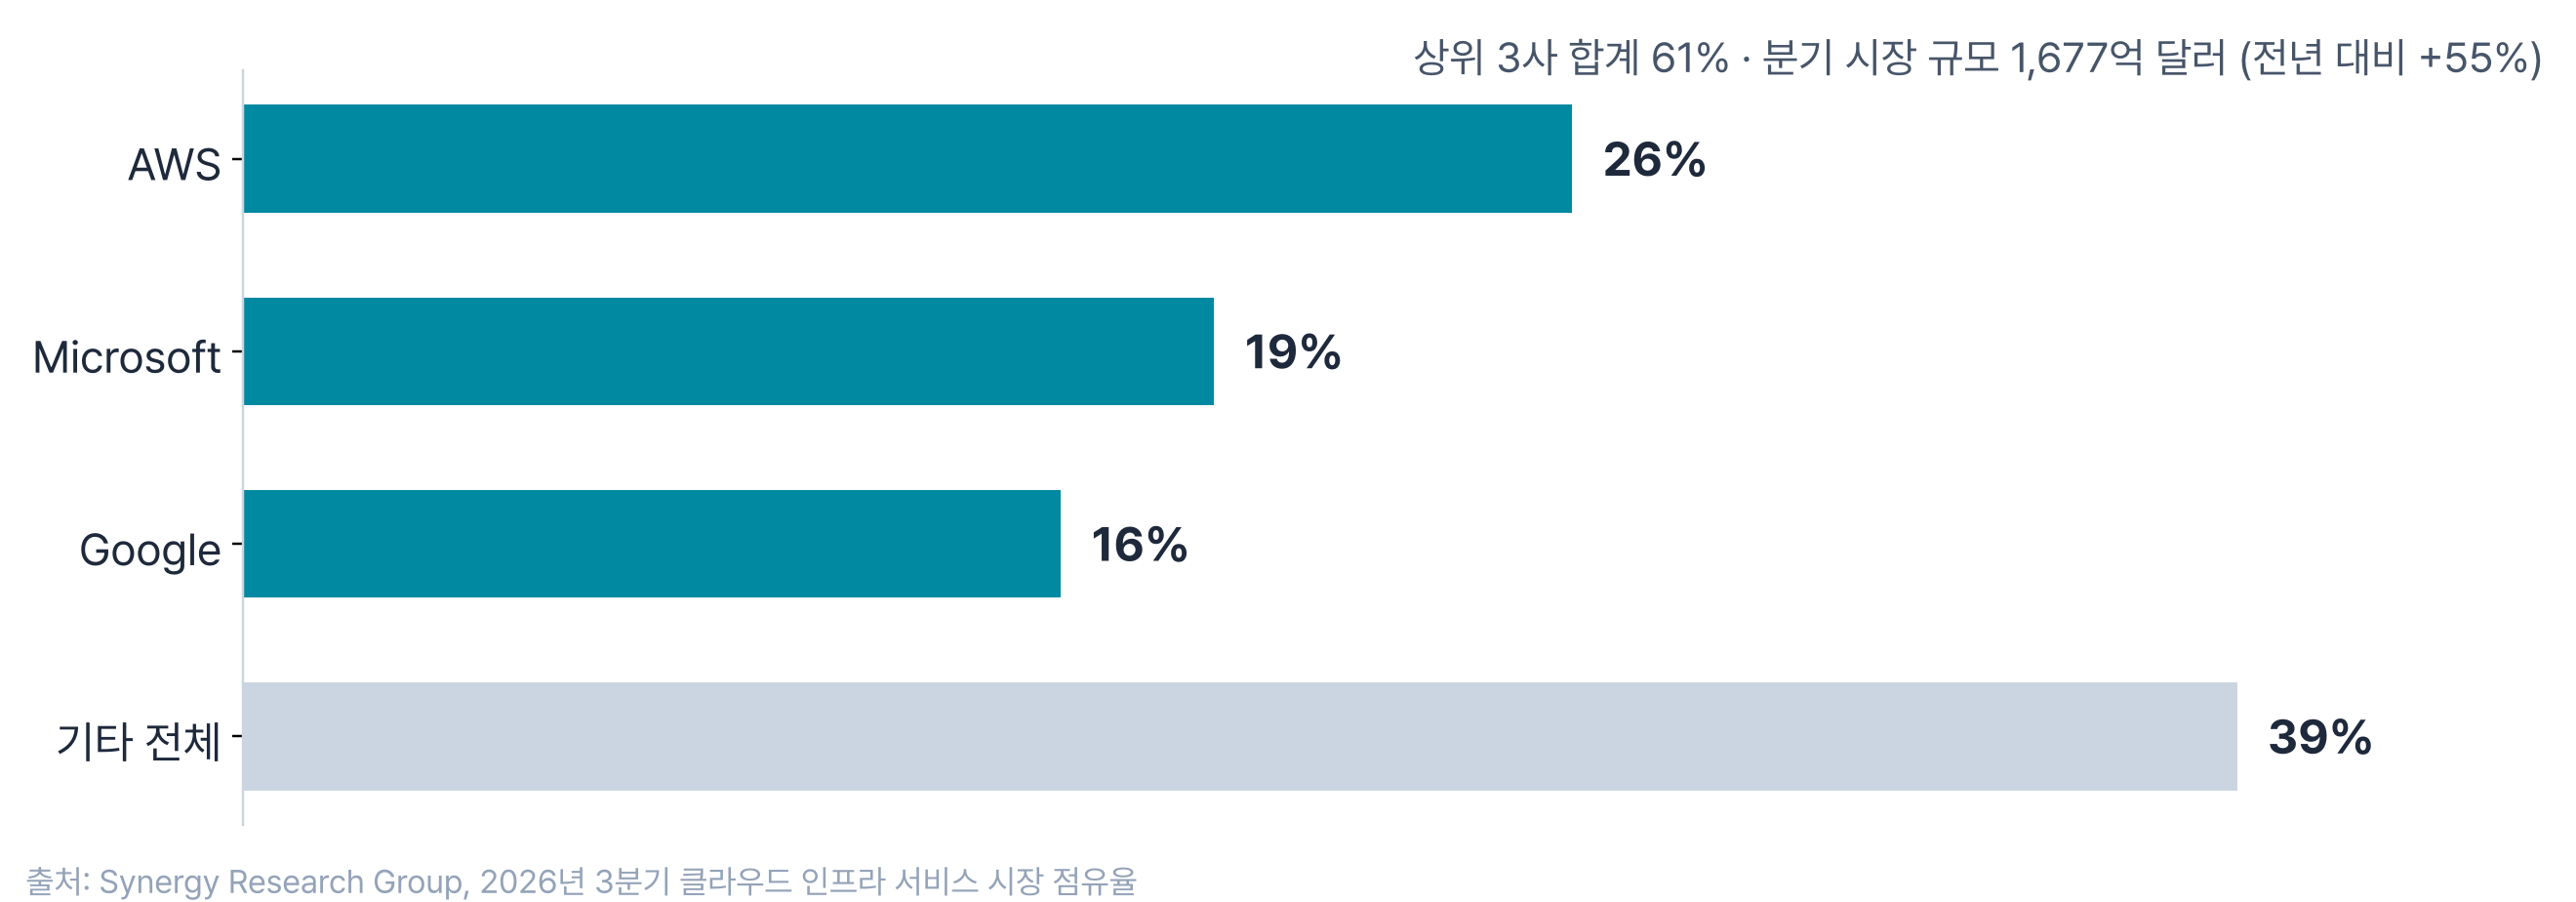 상위 3사 합계 61% · 분기 시장 규모 1,677억 달러 (전년 대비 +55%)
AWS 26%
Microsoft 19%
Google 16%
기타 전체 39%
출처: Synergy Research Group, 2026년 3분기 클라우드 인프라 서비스 시장 점유율